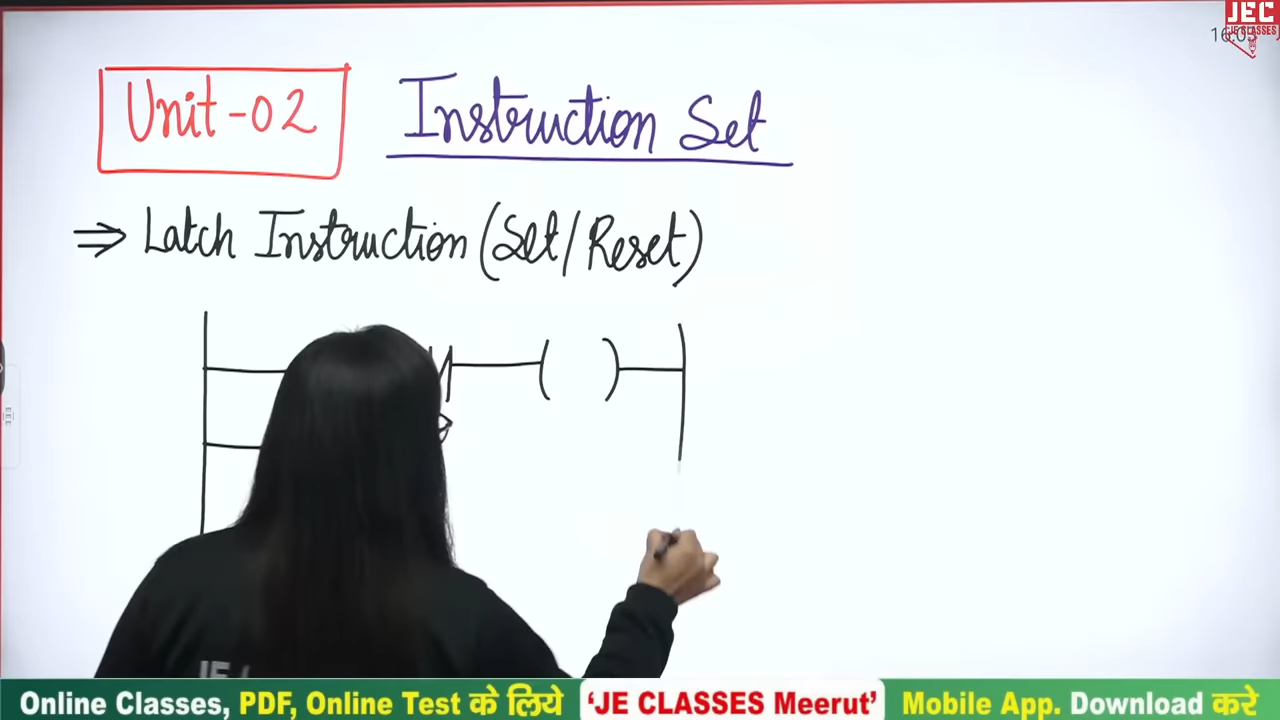 JEC
JE CLASSES
Unit-02 Instruction Set
⇒ Latch Instruction (Set/Reset)
Online Classes, PDF, Online Test के लिये 'JE CLASSES Meerut' Mobile App. Download करे